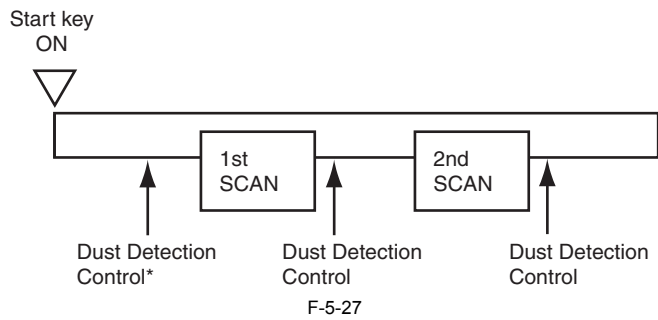 Start key
ON
1st
SCAN
2nd
SCAN
Dust Detection
Control*
Dust Detection
Control
Dust Detection
Control
F-5-27